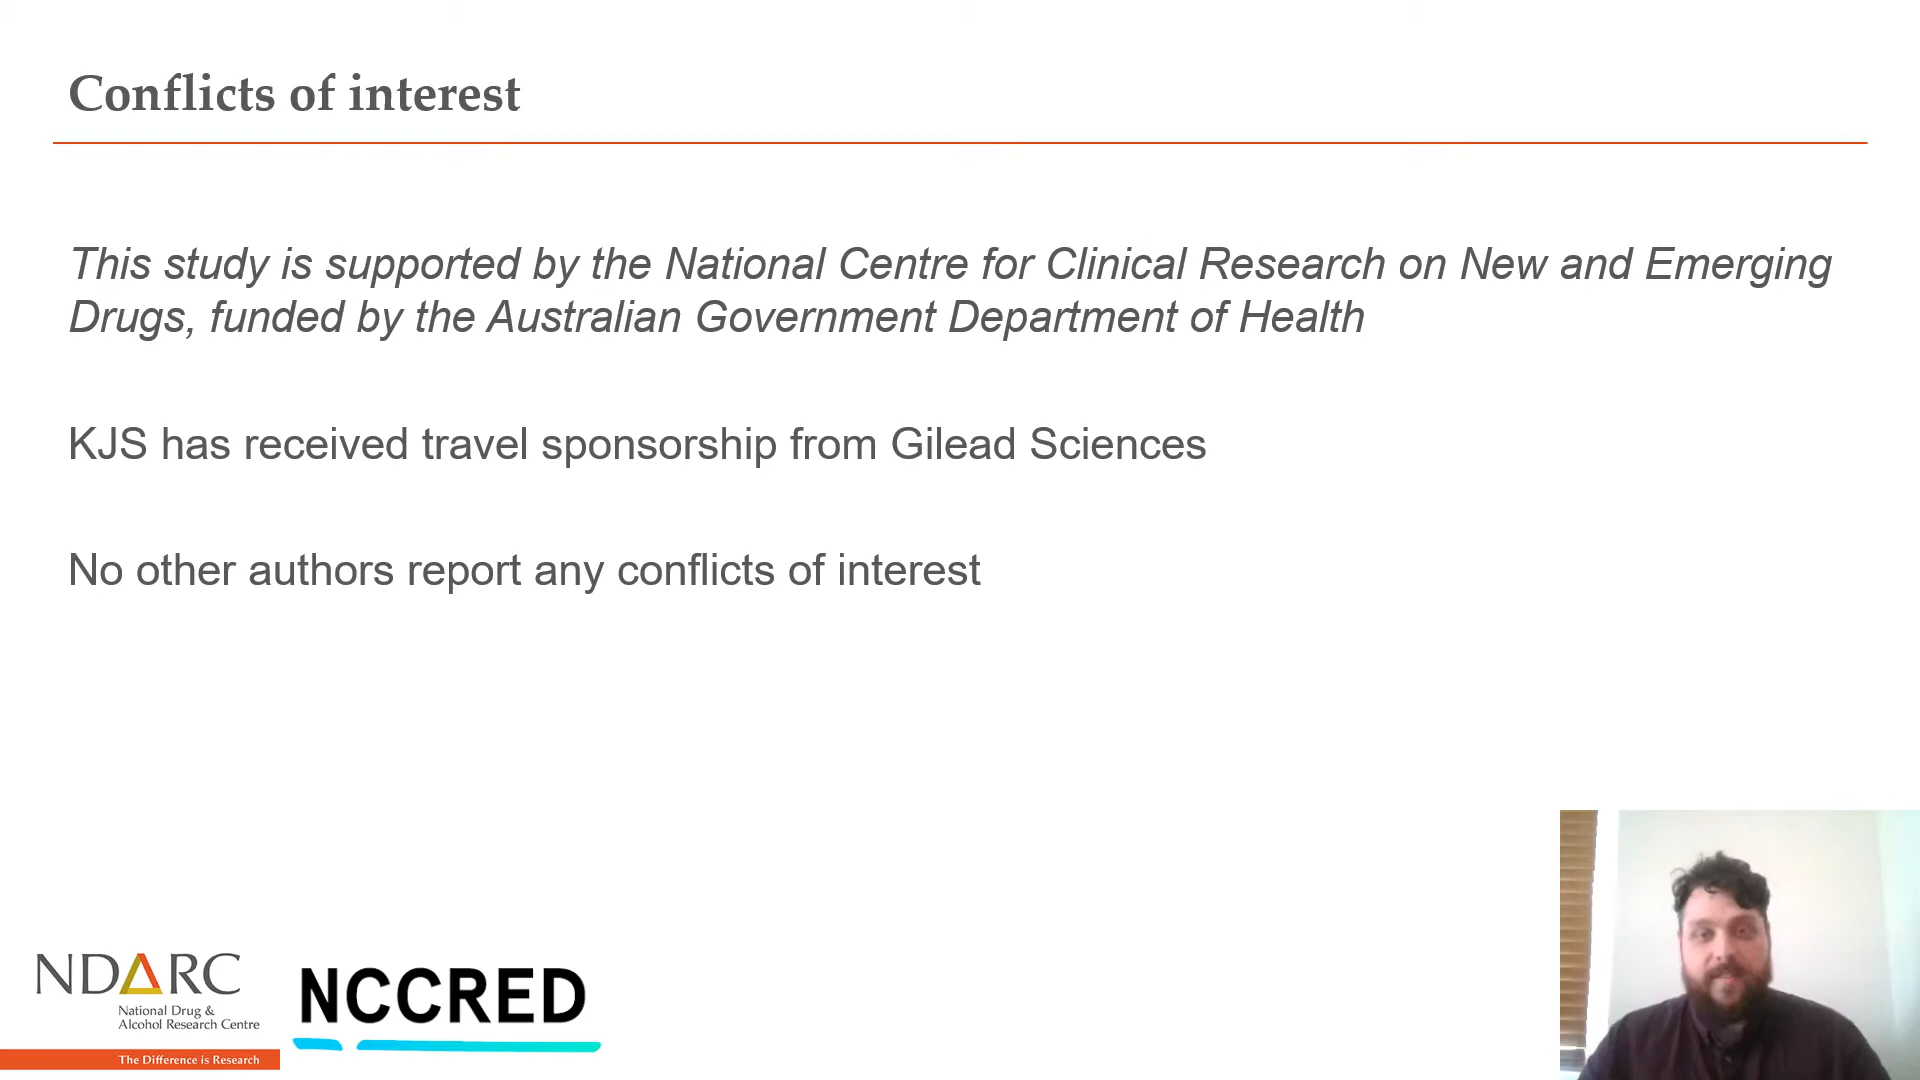 Conflicts of interest
This study is supported by the National Centre for Clinical Research on New and Emerging
Drugs, funded by the Australian Government Department of Health
KJS has received travel sponsorship from Gilead Sciences
No other authors report any conflicts of interest
NDARC
National Drug &
Alcohol Research Centre
The Difference is Research
NCCRED